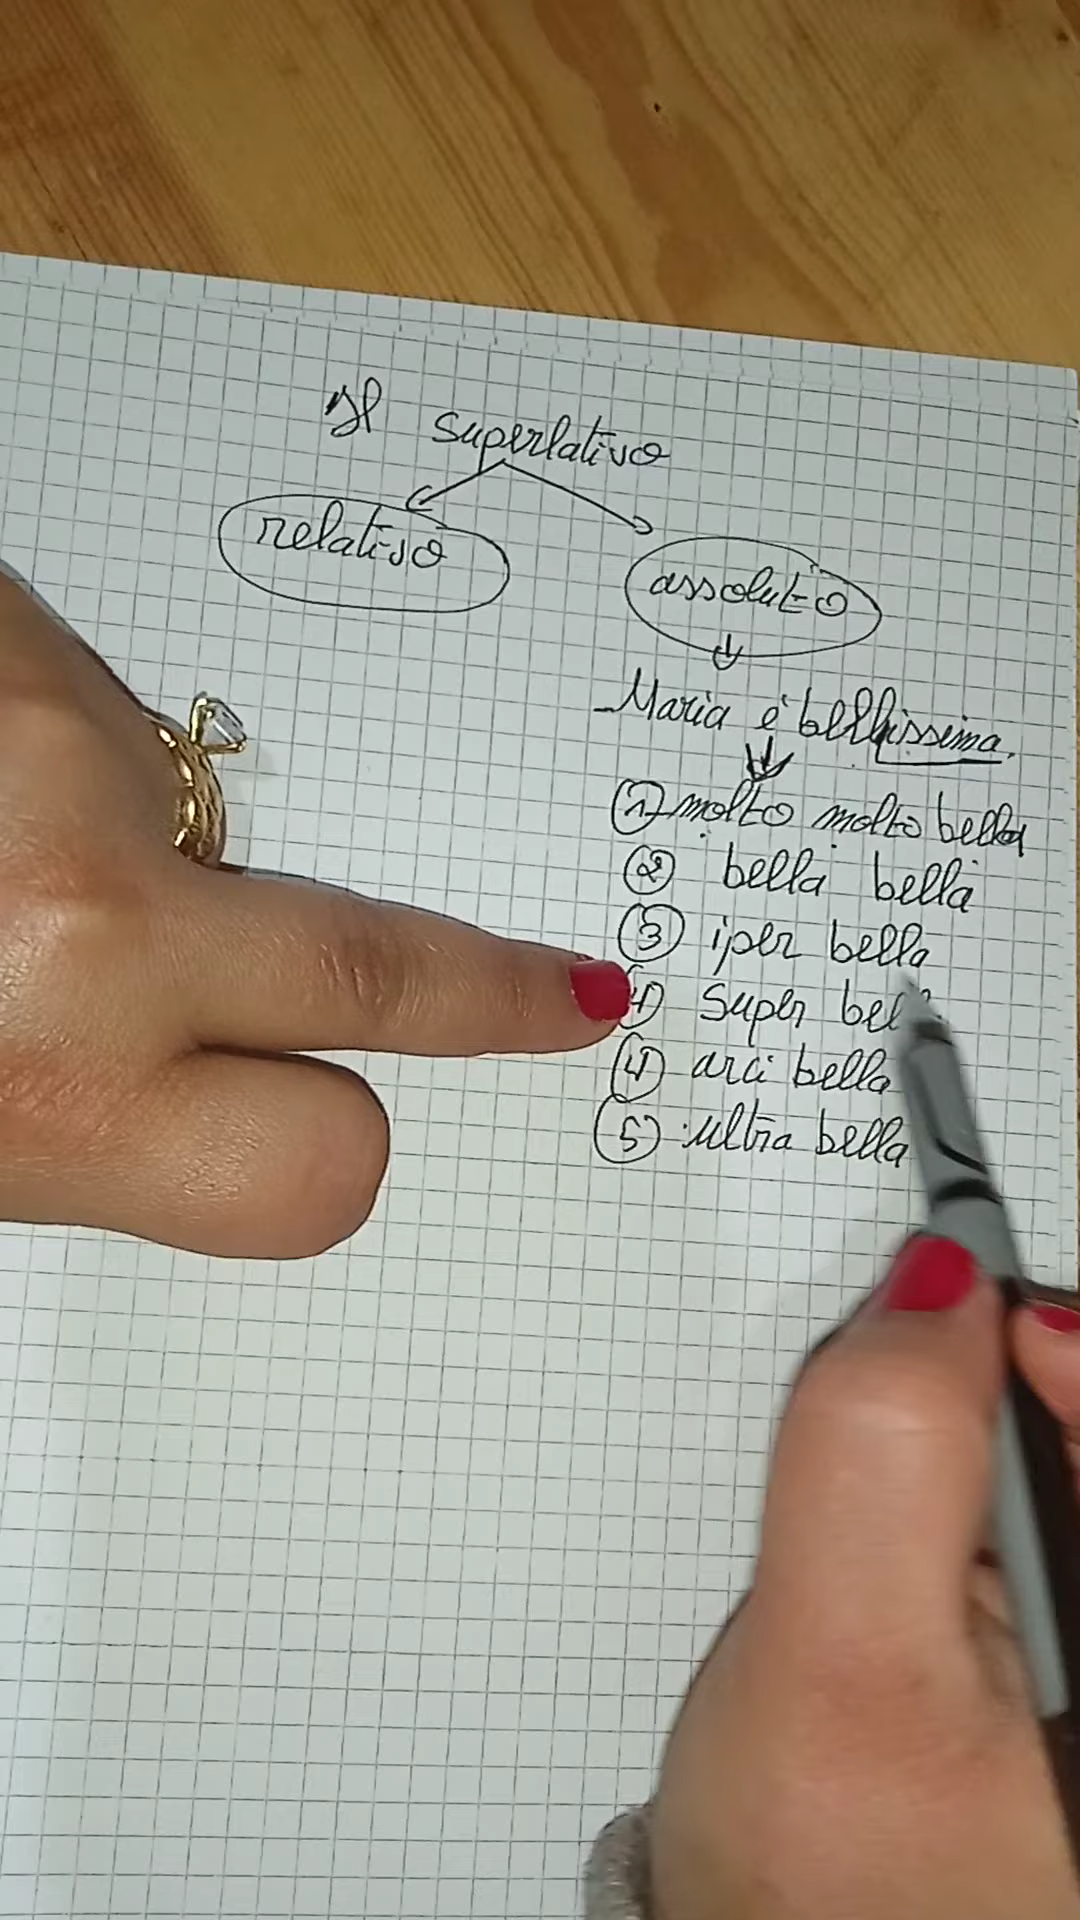 Il superlativo
relativo
assoluto
Maria è bellissima.
① molto molto bella
② bella bella
③ iper bella
④ super bel
④ arci bella
⑤ ultra bella